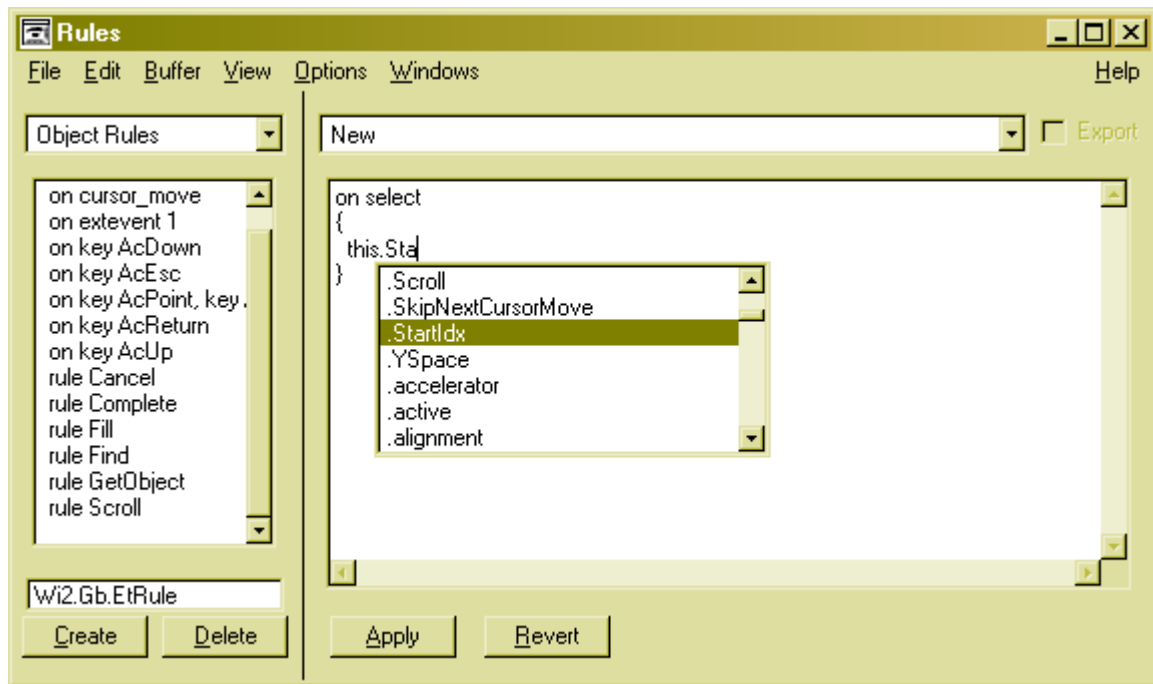 Rules
File Edit Buffer View Options Windows Help
Object Rules
New
Export
on cursor_move
on extevent 1
on key AcDown
on key AcEsc
on key AcPoint, key .
on key AcReturn
on key AcUp
rule Cancel
rule Complete
rule Fill
rule Find
rule GetObject
rule Scroll
Wi2.Gb.EtRule
Create Delete
on select
{
this.Sta
}
.Scroll
.SkipNextCursorMove
.StartIdx
.YSpace
.accelerator
.active
.alignment
Apply Revert